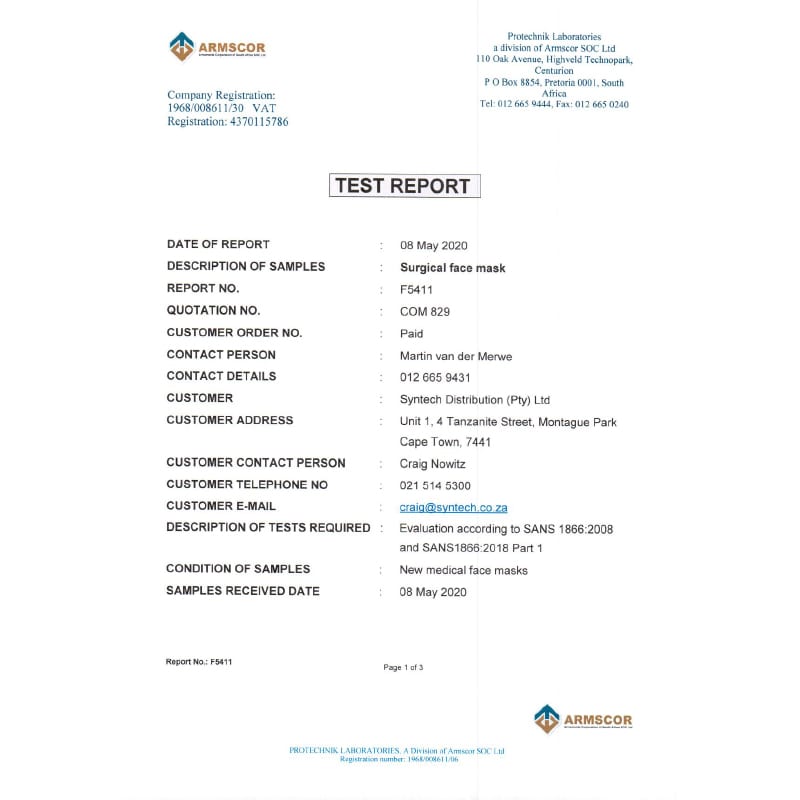 ARMSCOR
Protechnik Laboratories
a division of Armscor SOC Ltd
110 Oak Avenue, Highveld Technopark,
Centurion
P O Box 8854, Pretoria 0001, South
Africa
Tel: 012 665 9444, Fax: 012 665 0240
Company Registration:
1968/008611/30 VAT
Registration: 4370115786
TEST REPORT
DATE OF REPORT : 08 May 2020
DESCRIPTION OF SAMPLES : Surgical face mask
REPORT NO. : F5411
QUOTATION NO. : COM 829
CUSTOMER ORDER NO. : Paid
CONTACT PERSON : Martin van der Merwe
CONTACT DETAILS : 012 665 9431
CUSTOMER : Syntech Distribution (Pty) Ltd
CUSTOMER ADDRESS : Unit 1, 4 Tanzanite Street, Montague Park
Cape Town, 7441
CUSTOMER CONTACT PERSON : Craig Nowitz
CUSTOMER TELEPHONE NO : 021 514 5300
CUSTOMER E-MAIL : craig@syntech.co.za
DESCRIPTION OF TESTS REQUIRED : Evaluation according to SANS 1866:2008
and SANS1866:2018 Part 1
CONDITION OF SAMPLES : New medical face masks
SAMPLES RECEIVED DATE : 08 May 2020
Report No.: F5411
Page 1 of 3
ARMSCOR
PROTECHNIK LABORATORIES, A Division of Armscor SOC Ltd
Registration number: 1968/008611/06